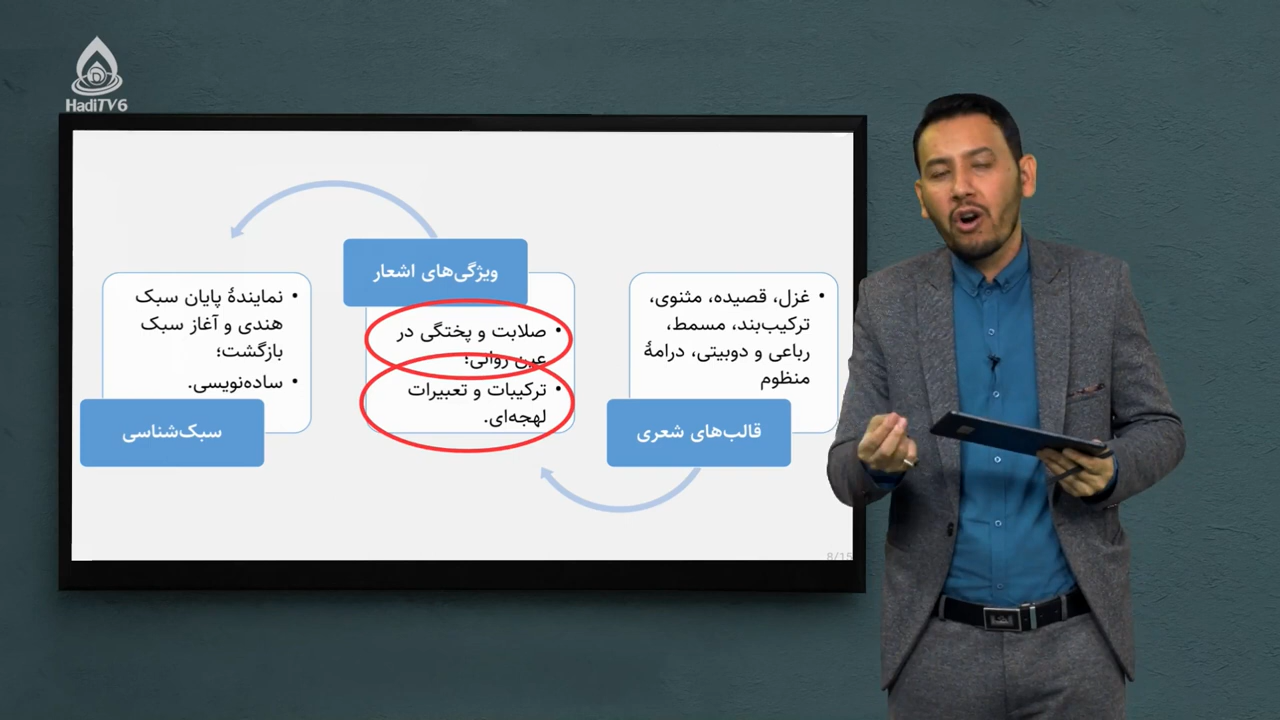 HadiTV6
غزل، قصیده، مثنوی،
ترکیب‌بند، مسمط،
رباعی و دوبیتی، درامهٔ
منظوم
قالب‌های شعری
ویژگی‌های اشعار
• صلابت و پختگی در
عین روانی؛
• ترکیبات و تعبیرات
لهجه‌ای.
• نمایندهٔ پایان سبک
هندی و آغاز سبک
بازگشت؛
• ساده‌نویسی.
سبک‌شناسی
8/15